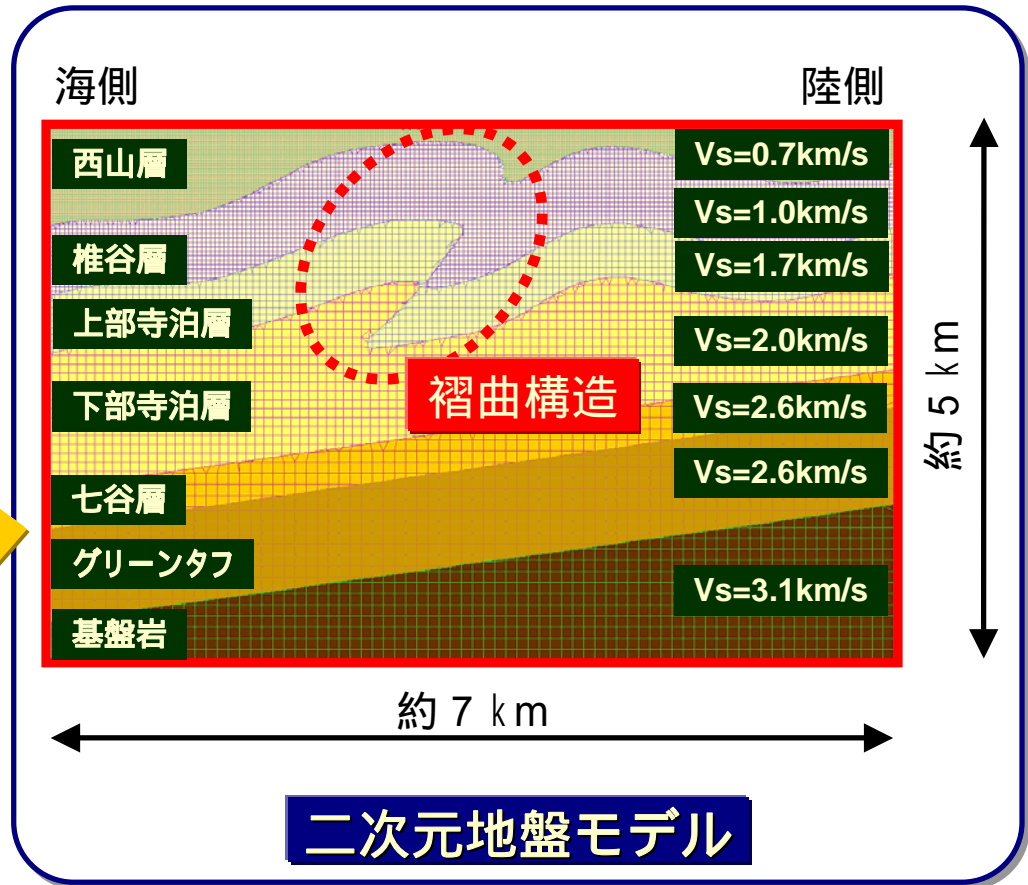 海側
陸側
西山層
椎谷層
上部寺泊層
下部寺泊層
七谷層
グリーンタフ
基盤岩
Vs=0.7km/s
Vs=1.0km/s
Vs=1.7km/s
Vs=2.0km/s
Vs=2.6km/s
Vs=2.6km/s
Vs=3.1km/s
褶曲構造
約5km
約7km
二次元地盤モデル